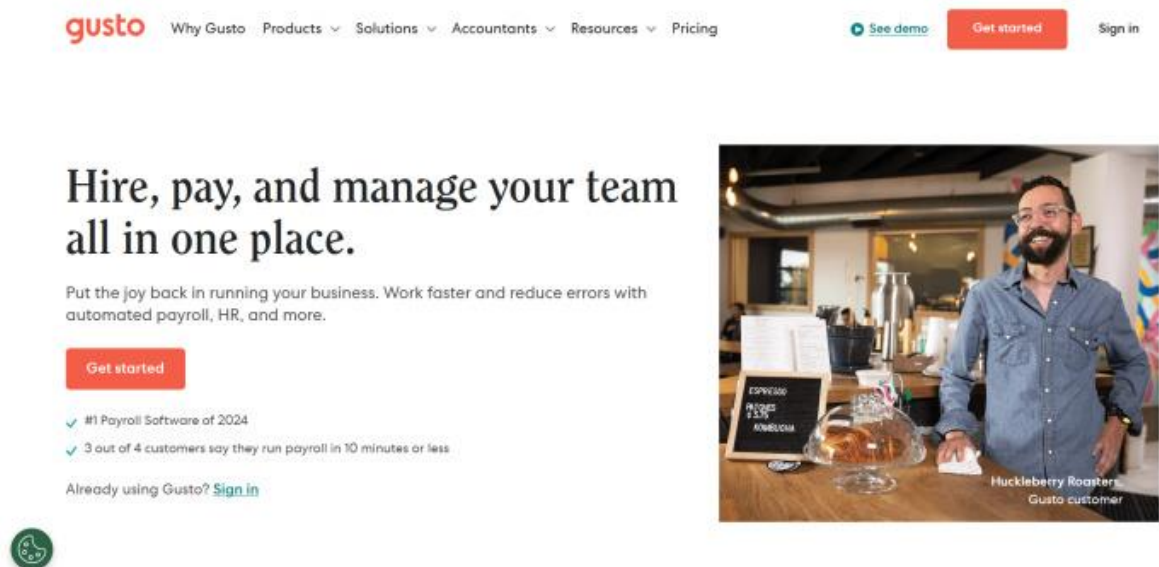 gusto
Why Gusto Products Solutions Accountants Resources Pricing
See demo
Get started
Sign in
Hire, pay, and manage your team
all in one place.
Put the joy back in running your business. Work faster and reduce errors with
automated payroll, HR, and more.
Get started
#1 Payroll Software of 2024
3 out of 4 customers say they run payroll in 10 minutes or less
Already using Gusto? Sign in
ESPRESSO
KOMBUCHA
Huckleberry Roasters,
Gusto customer